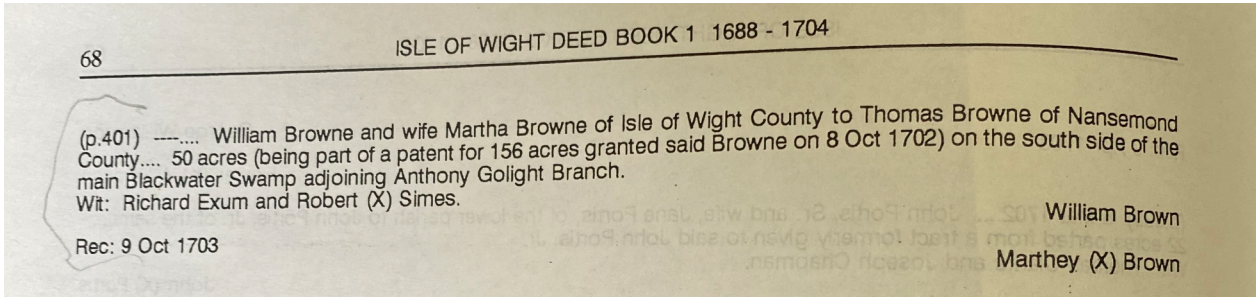 68
ISLE OF WIGHT DEED BOOK 1 1688 - 1704
(p.401) ----.... William Browne and wife Martha Browne of Isle of Wight County to Thomas Browne of Nansemond
County.... 50 acres (being part of a patent for 156 acres granted said Browne on 8 Oct 1702) on the south side of the
main Blackwater Swamp adjoining Anthony Golight Branch.
Wit: Richard Exum and Robert (X) Simes.
William Brown
Rec: 9 Oct 1703
Marthey (X) Brown